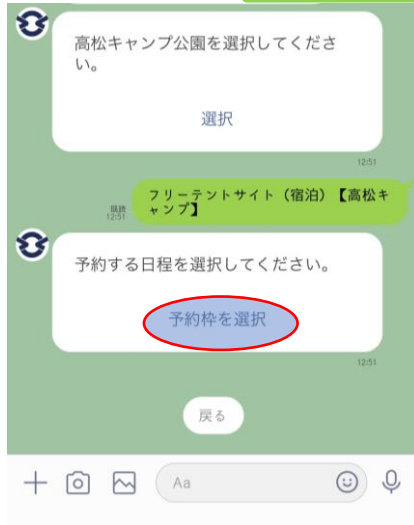 高松キャンプ公園を選択してくださ
い。
選択
12:51
フリーテントサイト（宿泊）【高松キ
ャンプ】
既読
12:51
予約する日程を選択してください。
予約枠を選択
12:51
戻る
Aa